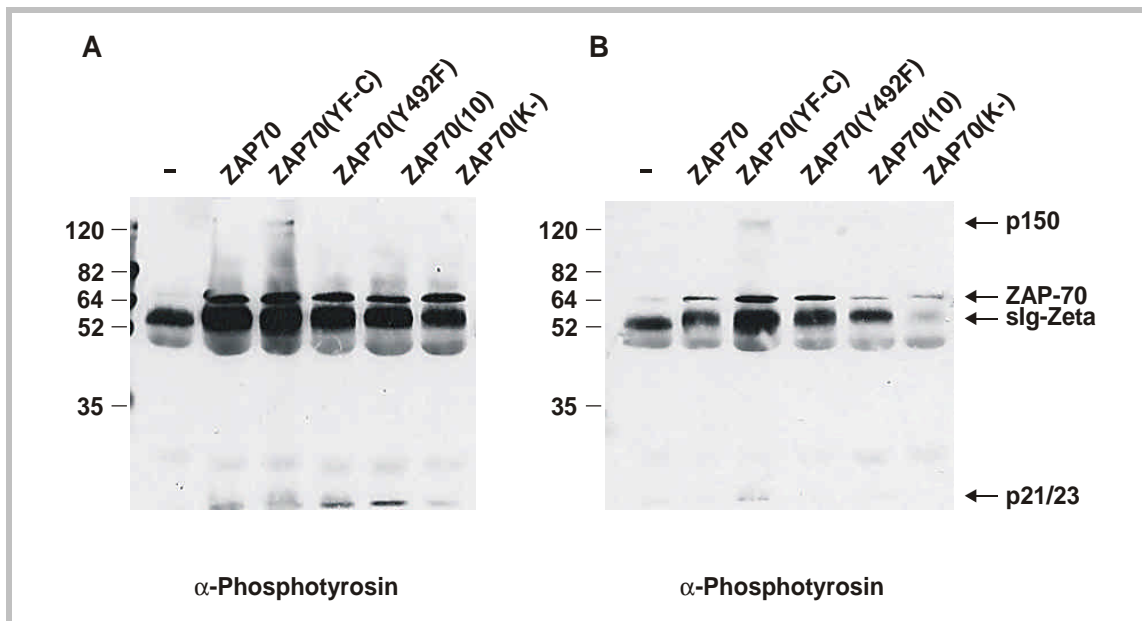 A
B
- ZAP70 ZAP70(YF-C) ZAP70(Y492F) ZAP70(10) ZAP70(K-)
- ZAP70 ZAP70(YF-C) ZAP70(Y492F) ZAP70(10) ZAP70(K-)
120
82
64
52
35
120
82
64
52
35
p150
ZAP-70
sIg-Zeta
p21/23
α-Phosphotyrosin
α-Phosphotyrosin